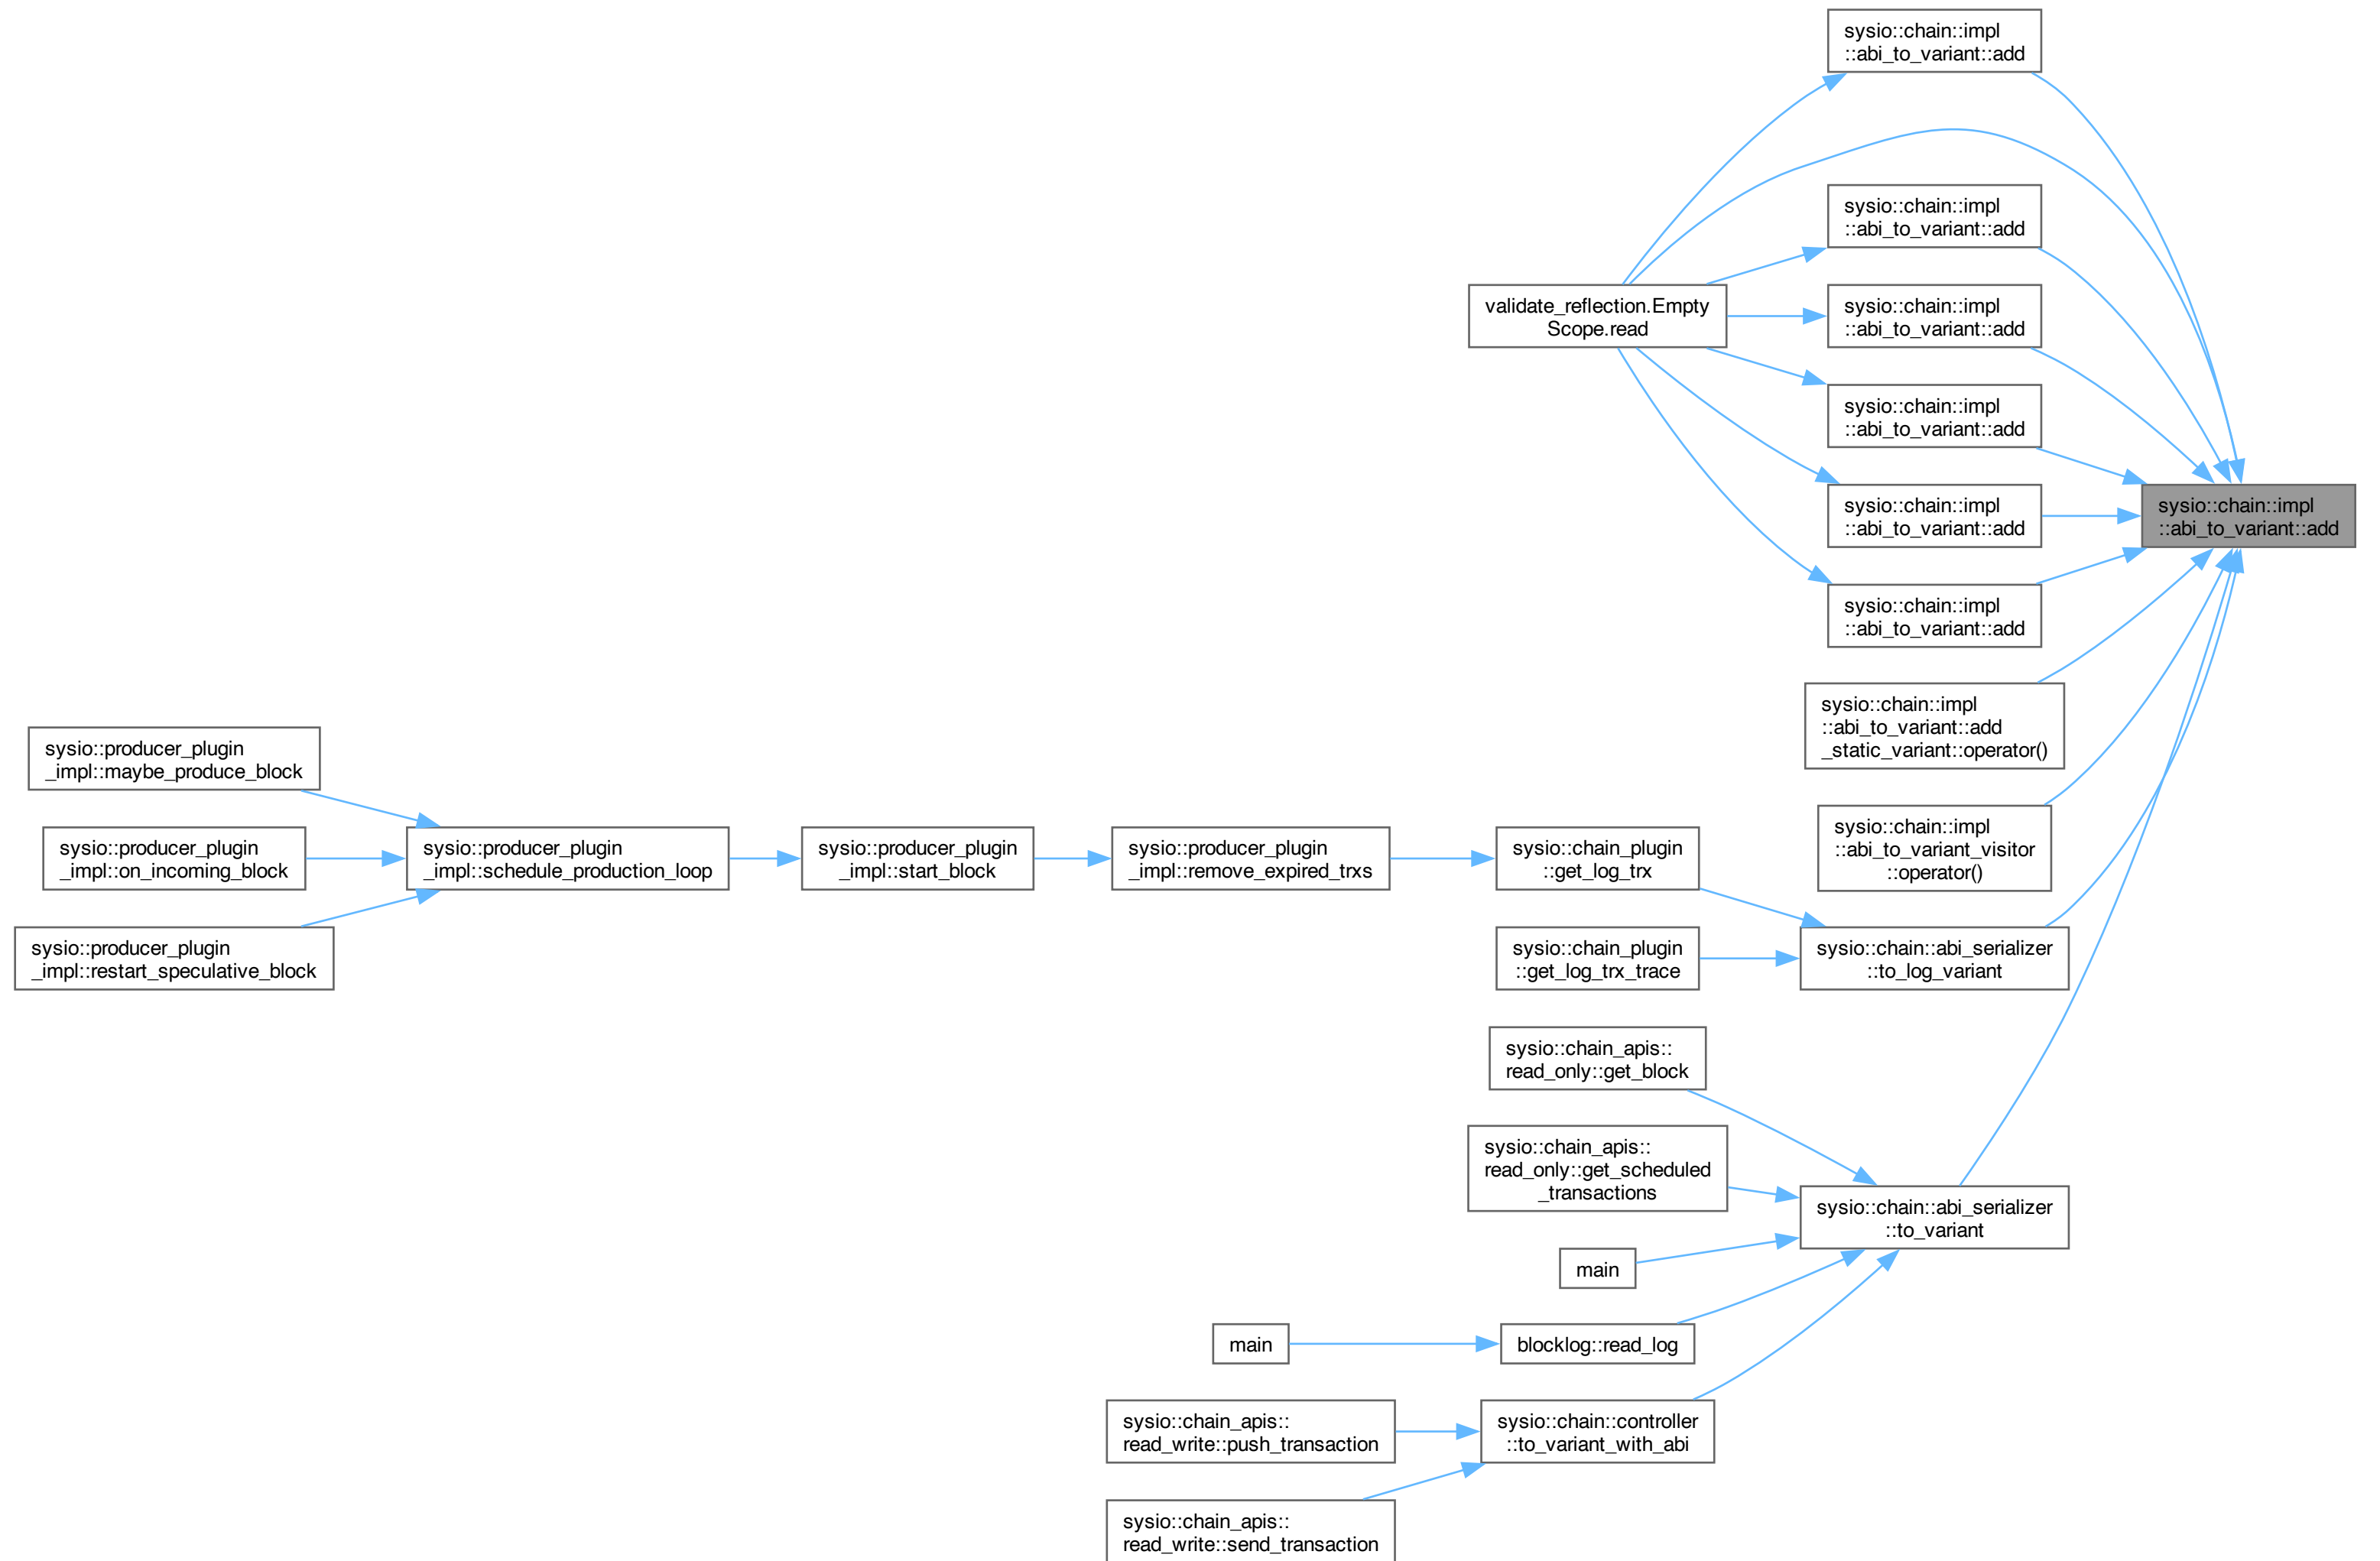 sysio::chain::impl
::abi_to_variant::add
sysio::chain::impl
::abi_to_variant::add
validate_reflection.Empty
Scope.read
sysio::chain::impl
::abi_to_variant::add
sysio::chain::impl
::abi_to_variant::add
sysio::chain::impl
::abi_to_variant::add
sysio::chain::impl
::abi_to_variant::add
sysio::chain::impl
::abi_to_variant::add
sysio::chain::impl
::abi_to_variant::add
_static_variant::operator()
sysio::producer_plugin
_impl::maybe_produce_block
sysio::producer_plugin
_impl::on_incoming_block
sysio::producer_plugin
_impl::schedule_production_loop
sysio::producer_plugin
_impl::start_block
sysio::producer_plugin
_impl::remove_expired_trxs
sysio::chain_plugin
::get_log_trx
sysio::chain::impl
::abi_to_variant_visitor
::operator()
sysio::producer_plugin
_impl::restart_speculative_block
sysio::chain_plugin
::get_log_trx_trace
sysio::chain::abi_serializer
::to_log_variant
sysio::chain_apis::
read_only::get_block
sysio::chain_apis::
read_only::get_scheduled
_transactions
sysio::chain::abi_serializer
::to_variant
main
main
blocklog::read_log
sysio::chain_apis::
read_write::push_transaction
sysio::chain::controller
::to_variant_with_abi
sysio::chain_apis::
read_write::send_transaction